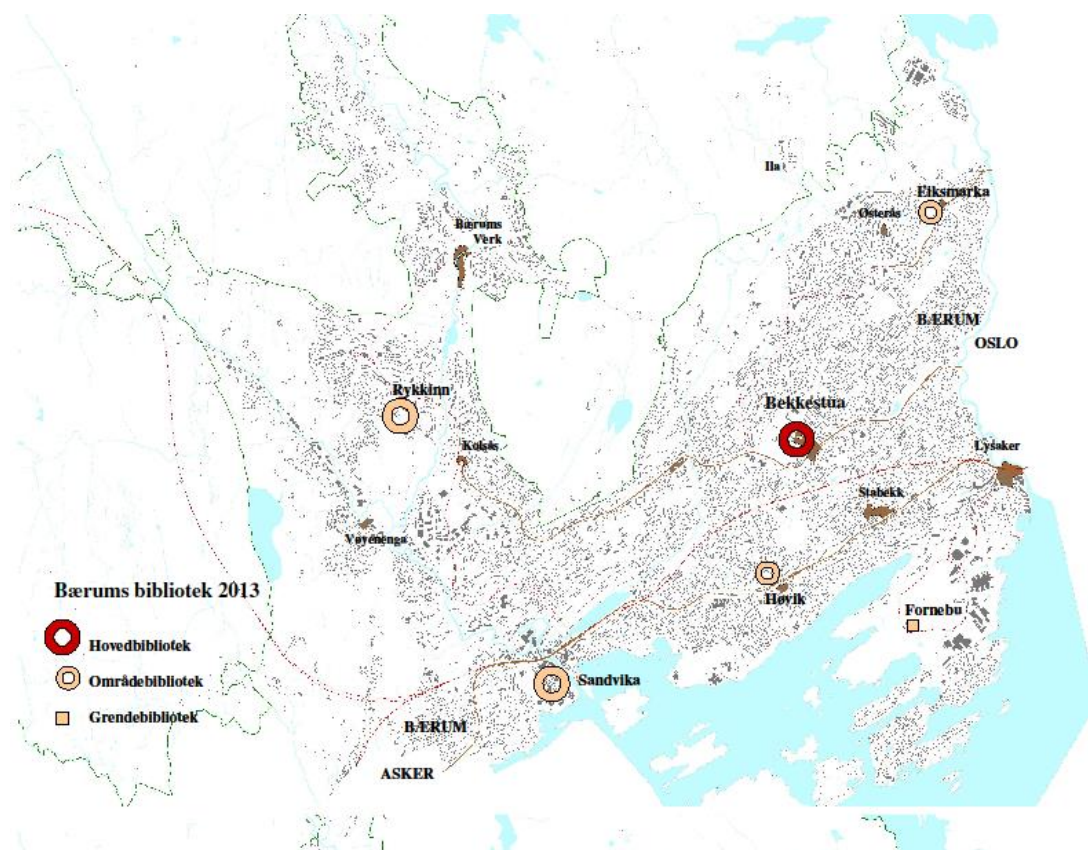 Ila
Eiksmarka
Østerås
Bærums
Verk
BÆRUM
OSLO
Rykkinn
Bekkestua
Kolsås
Lysaker
Stabekk
Vøyenenga
Bærums bibliotek 2013
Høvik
Fornebu
Hovedbibliotek
Områdebibliotek
Sandvika
Grendebibliotek
BÆRUM
ASKER